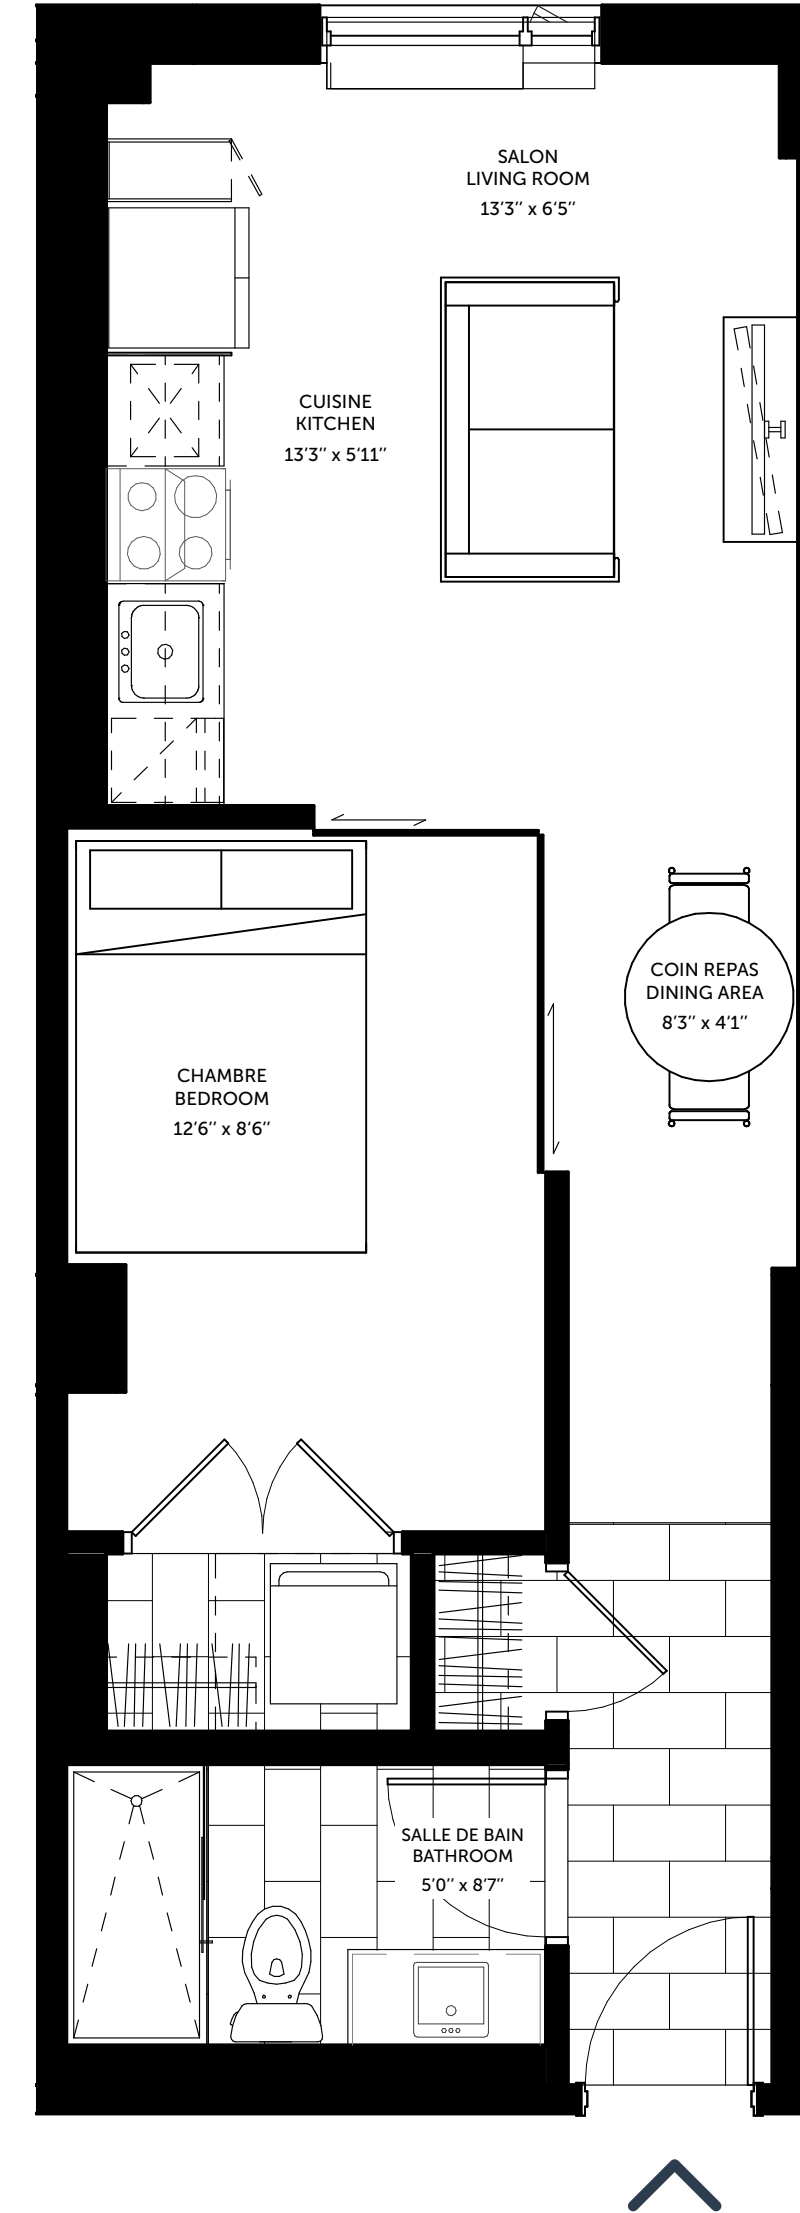 SALON
LIVING ROOM
13'3'' x 6'5''
CUISINE
KITCHEN
13'3'' x 5'11''
COIN REPAS
DINING AREA
8'3'' x 4'1''
CHAMBRE
BEDROOM
12'6'' x 8'6''
SALLE DE BAIN
BATHROOM
5'0'' x 8'7''